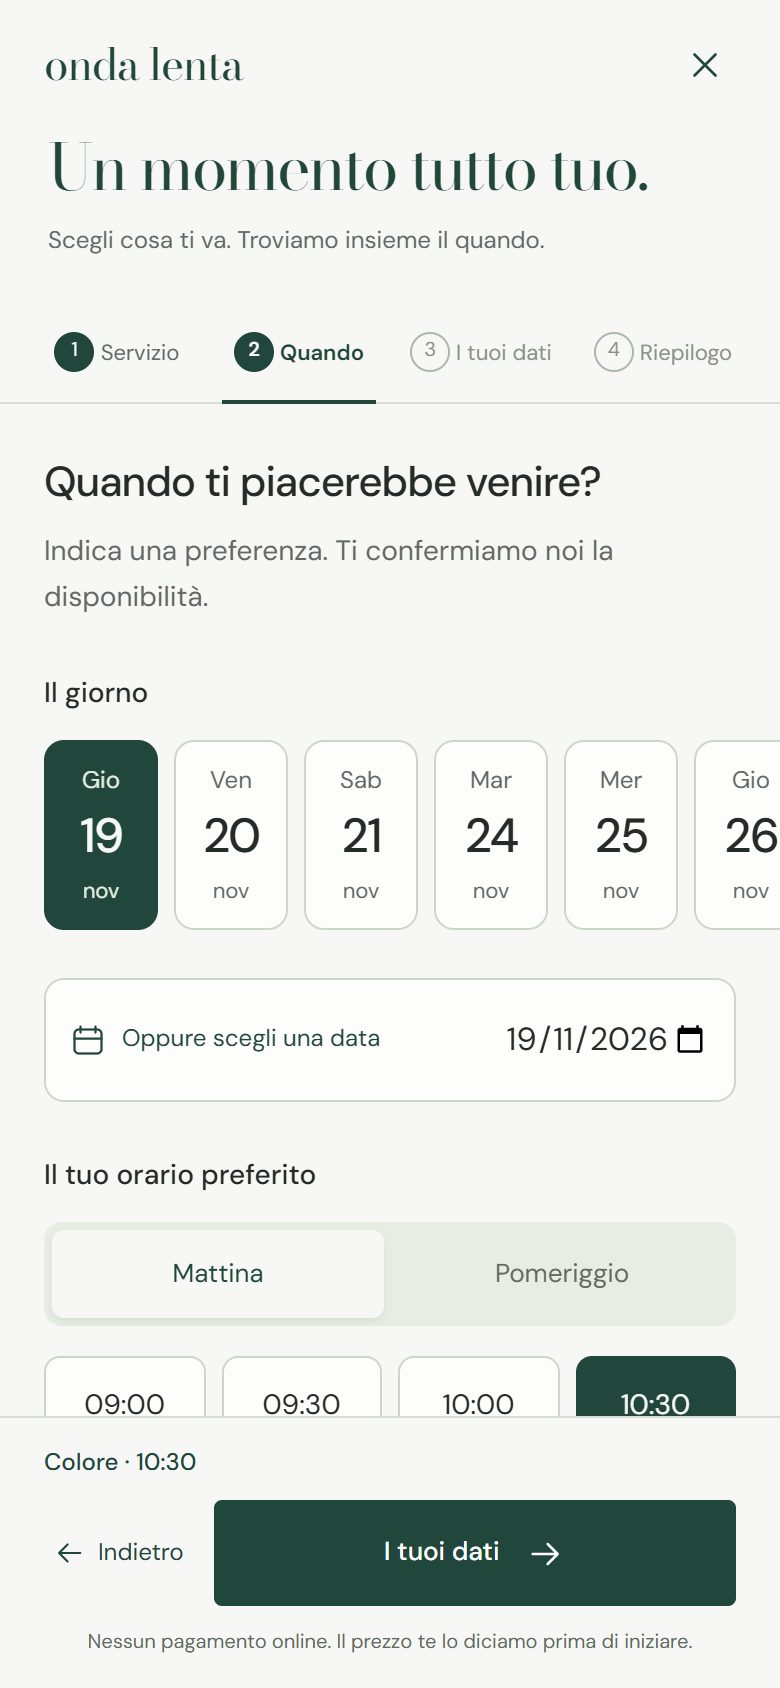 onda lenta
Un momento tutto tuo.
Scegli cosa ti va. Troviamo insieme il quando.
1 Servizio 2 Quando 3 I tuoi dati 4 Riepilogo
Quando ti piacerebbe venire?
Indica una preferenza. Ti confermiamo noi la
disponibilità.
Il giorno
Gio Ven Sab Mar Mer Gio
19 20 21 24 25 26
nov nov nov nov nov nov
Oppure scegli una data 19/11/2026
Il tuo orario preferito
Mattina Pomeriggio
09:00 09:30 10:00 10:30
Colore · 10:30
← Indietro I tuoi dati →
Nessun pagamento online. Il prezzo te lo diciamo prima di iniziare.